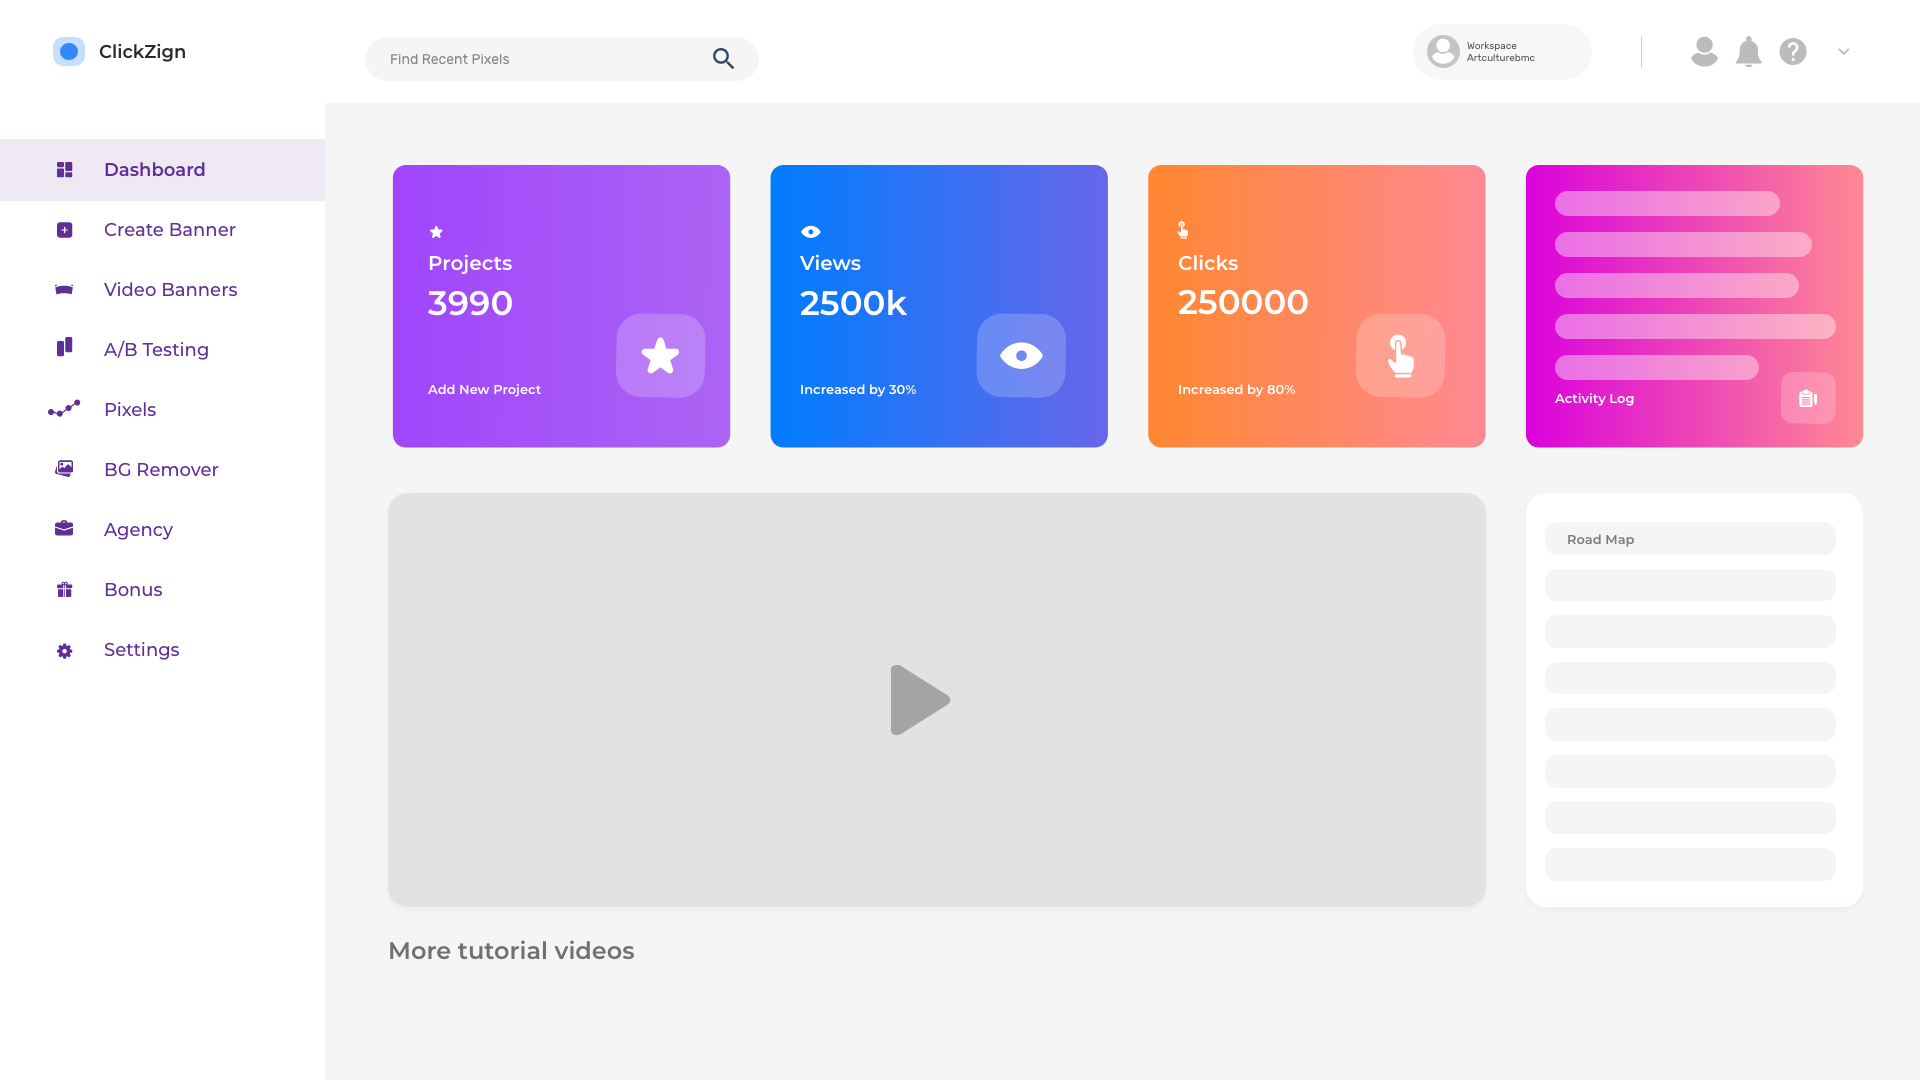 ClickZign
Find Recent Pixels
Workspace
Artculturebmc
Dashboard
Create Banner
Video Banners
A/B Testing
Pixels
BG Remover
Agency
Bonus
Settings
Projects
3990
Add New Project
Views
2500k
Increased by 30%
Clicks
250000
Increased by 80%
Activity Log
Road Map
More tutorial videos